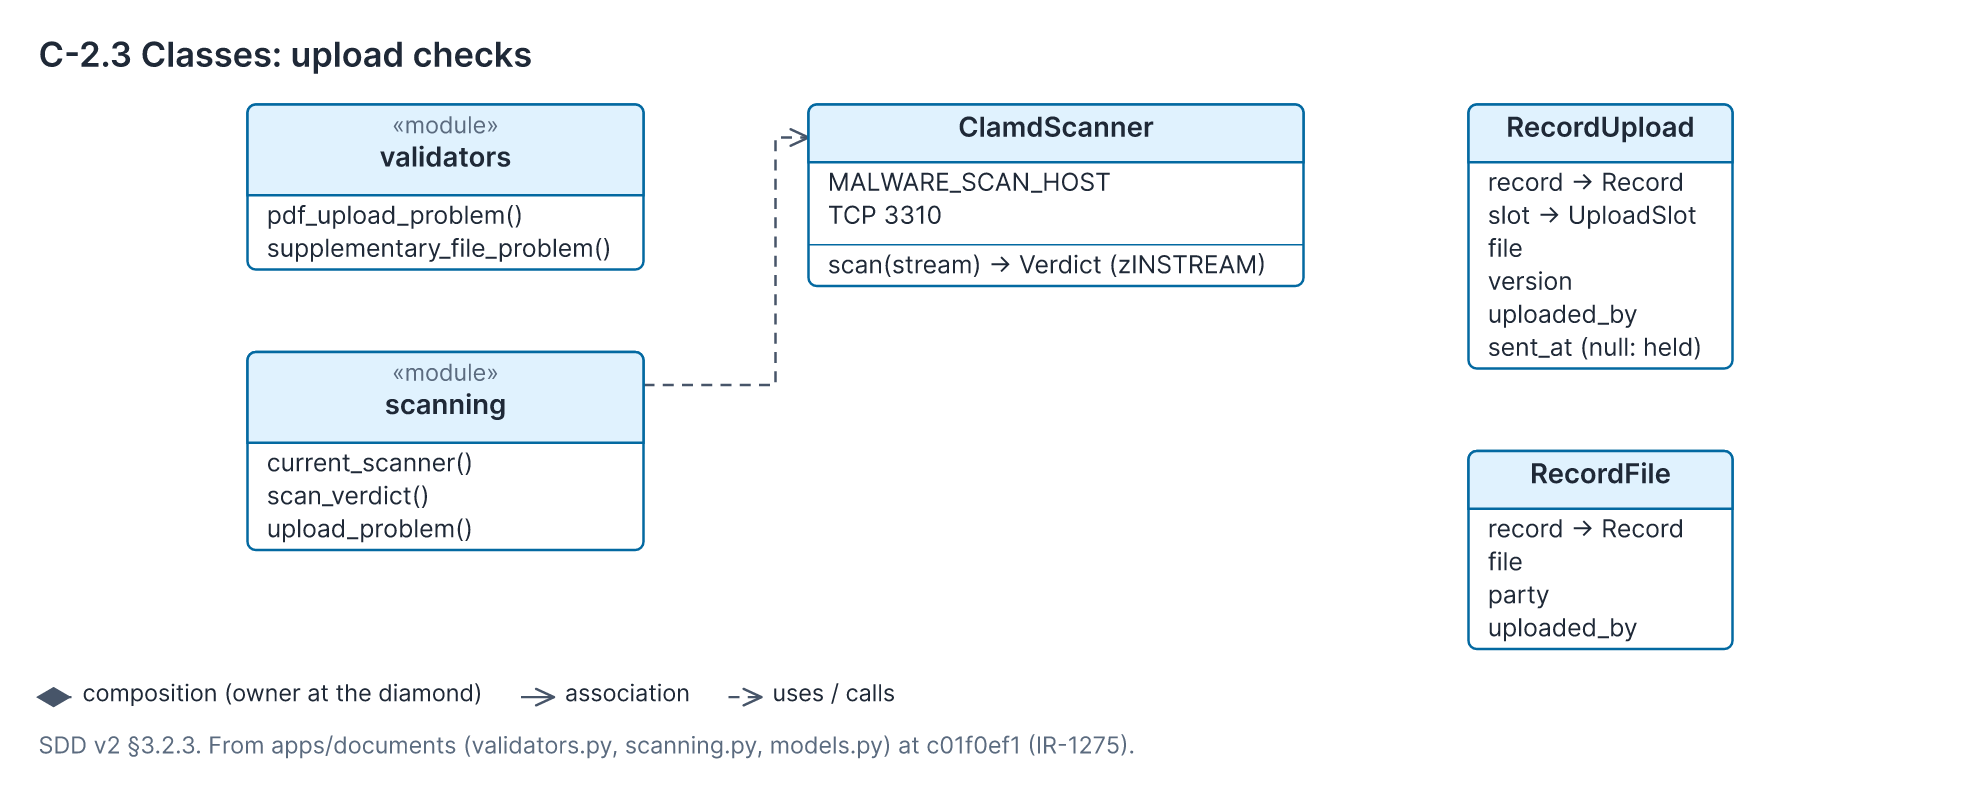 C-2.3 Classes: upload checks
«module»
validators
pdf_upload_problem()
supplementary_file_problem()
«module»
scanning
current_scanner()
scan_verdict()
upload_problem()
ClamdScanner
MALWARE_SCAN_HOST
TCP 3310
scan(stream) → Verdict (zINSTREAM)
RecordUpload
record → Record
slot → UploadSlot
file
version
uploaded_by
sent_at (null: held)
RecordFile
record → Record
file
party
uploaded_by
composition (owner at the diamond)
association
uses / calls
SDD v2 §3.2.3. From apps/documents (validators.py, scanning.py, models.py) at c01f0ef1 (IR-1275).